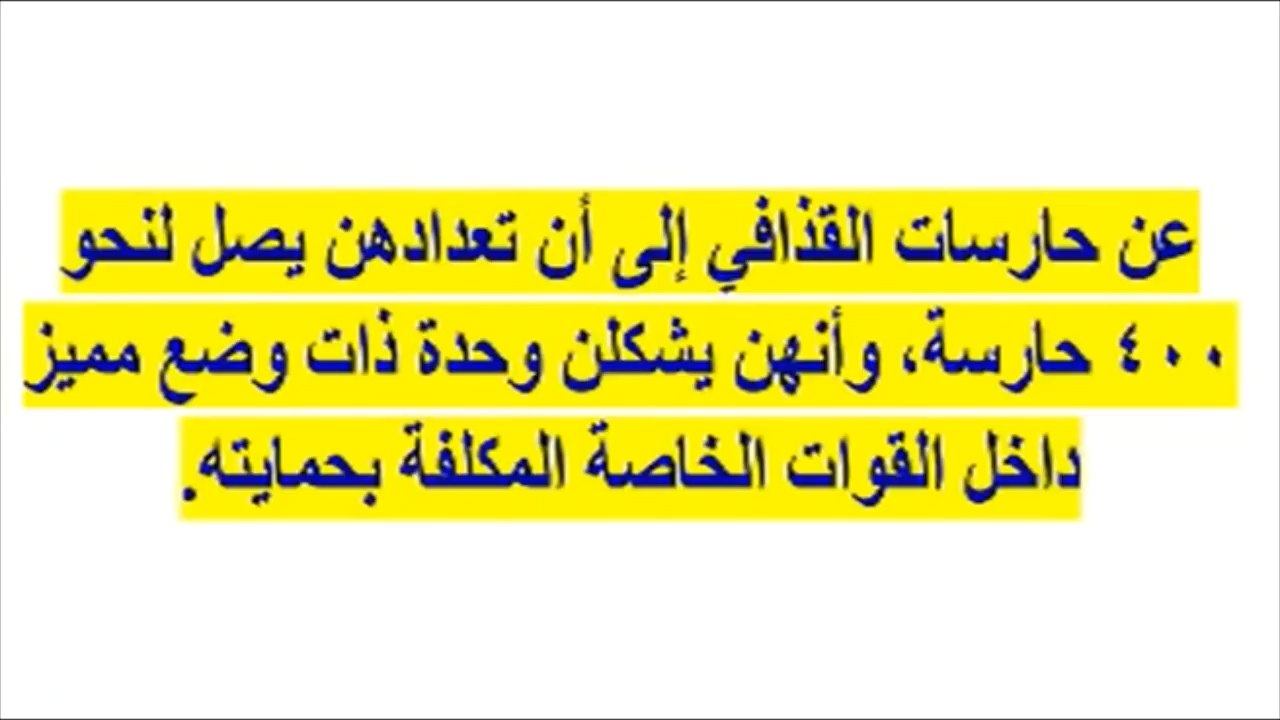 عن حارسات القذافي إلى أن تعدادهن يصل لنحو
٤٠٠ حارسة، وأنهن يشكلن وحدة ذات وضع مميز
داخل القوات الخاصة المكلفة بحمايته.